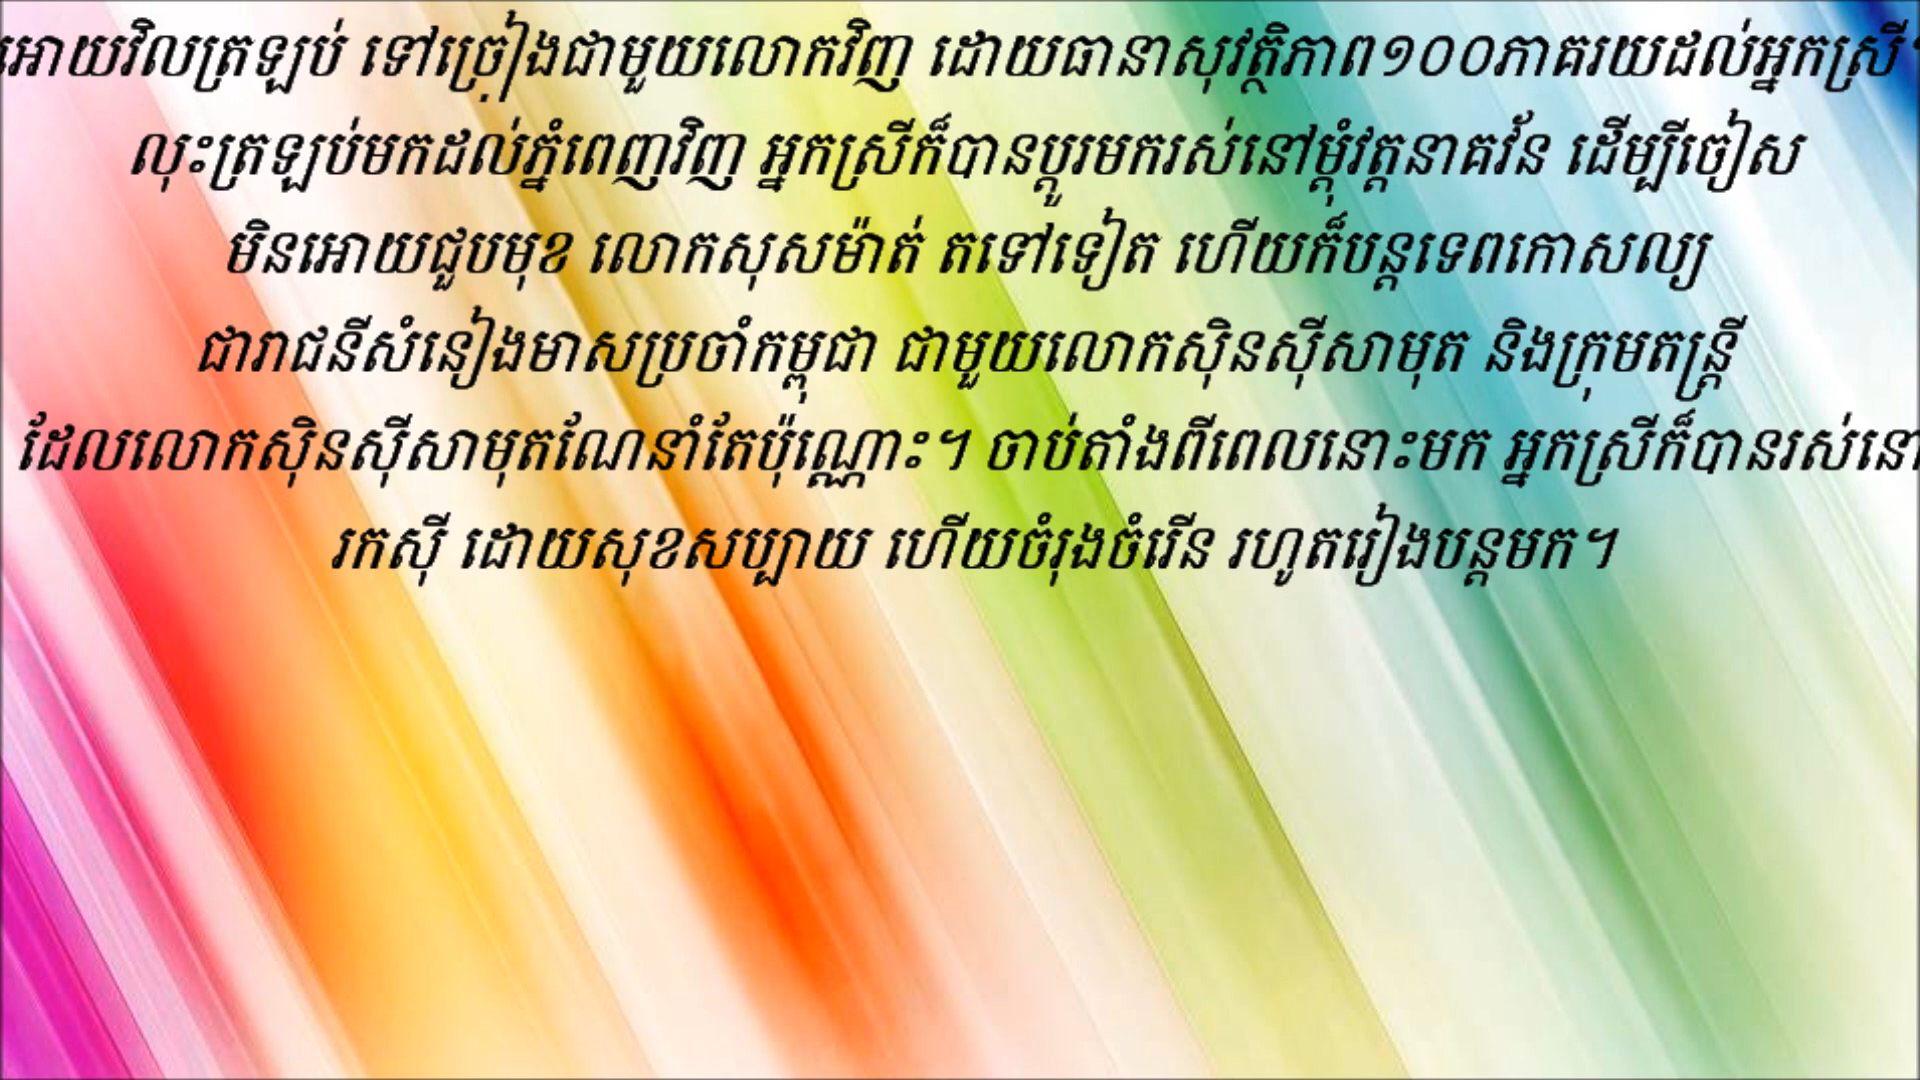 អោយវិលត្រឡប់ ទៅច្រៀងជាមួយលោកវិញ ដោយធានាសុវត្ថិភាព១០០ភាគរយដល់អ្នកស្រី
លុះត្រឡប់មកដល់ភ្នំពេញវិញ អ្នកស្រីក៏បានប្តូរមករស់នៅម្តុំវត្តនាគវ័ន ដើម្បីចៀស
មិនអោយជួបមុខ លោកសុសម៉ាត់ តទៅទៀត ហើយក៏បន្តទេពកោសល្យ
ជារាជនីសំនៀងមាសប្រចាំកម្ពុជា ជាមួយលោកស៊ិនស៊ីសាមុត និងក្រុមតន្ត្រី
ដែលលោកស៊ិនស៊ីសាមុតណែនាំតែប៉ុណ្ណោះ។ ចាប់តាំងពីពេលនោះមក អ្នកស្រីក៏បានរស់នៅ
រកស៊ី ដោយសុខសប្បាយ ហើយចំរុងចំរើន រហូតរៀងបន្តមក។